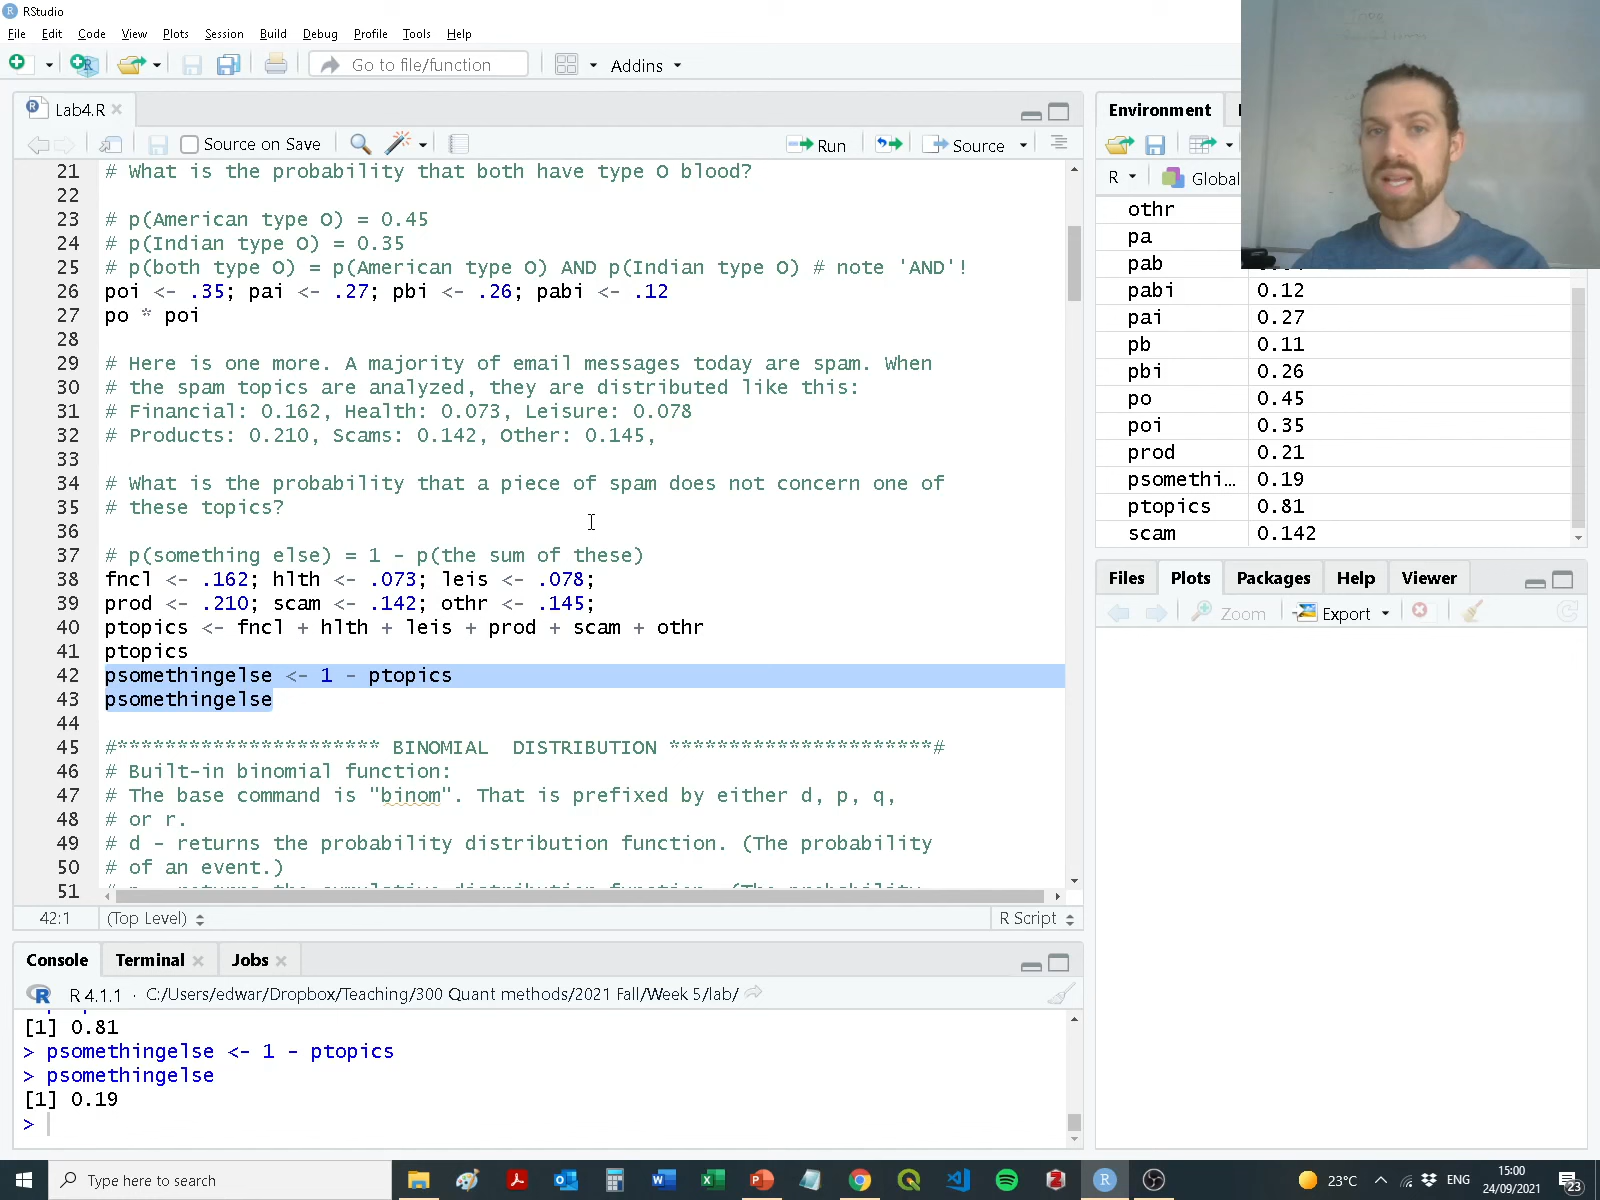 RStudio
File Edit Code View Plots Session Build Debug Profile Tools Help
Go to file/function Addins
Lab4.R
Source on Save Run Source
21 # What is the probability that both have type O blood?
22
23 # p(American type O) = 0.45
24 # p(Indian type O) = 0.35
25 # p(both type O) = p(American type O) AND p(Indian type O) # note 'AND'!
26 poi <- .35; pai <- .27; pbi <- .26; pabi <- .12
27 po * poi
28
29 # Here is one more. A majority of email messages today are spam. When
30 # the spam topics are analyzed, they are distributed like this:
31 # Financial: 0.162, Health: 0.073, Leisure: 0.078
32 # Products: 0.210, Scams: 0.142, Other: 0.145,
33
34 # What is the probability that a piece of spam does not concern one of
35 # these topics?
36
37 # p(something else) = 1 - p(the sum of these)
38 fncl <- .162; hlth <- .073; leis <- .078;
39 prod <- .210; scam <- .142; othr <- .145;
40 ptopics <- fncl + hlth + leis + prod + scam + othr
41 ptopics
42 psomethingelse <- 1 - ptopics
43 psomethingelse
44
45 #********************** BINOMIAL  DISTRIBUTION **********************#
46 # Built-in binomial function:
47 # The base command is "binom". That is prefixed by either d, p, q,
48 # or r.
49 # d - returns the probability distribution function. (The probability
50 # of an event.)
51
42:1 (Top Level) R Script
Console Terminal Jobs
R 4.1.1 · C:/Users/edwar/Dropbox/Teaching/300 Quant methods/2021 Fall/Week 5/lab/
[1] 0.81
> psomethingelse <- 1 - ptopics
> psomethingelse
[1] 0.19
>
Environment
R Global
othr
pa
pab
pabi 0.12
pai 0.27
pb 0.11
pbi 0.26
po 0.45
poi 0.35
prod 0.21
psomethi… 0.19
ptopics 0.81
scam 0.142
Files Plots Packages Help Viewer
Zoom Export
Type here to search
23°C ENG 15:00
24/09/2021 23